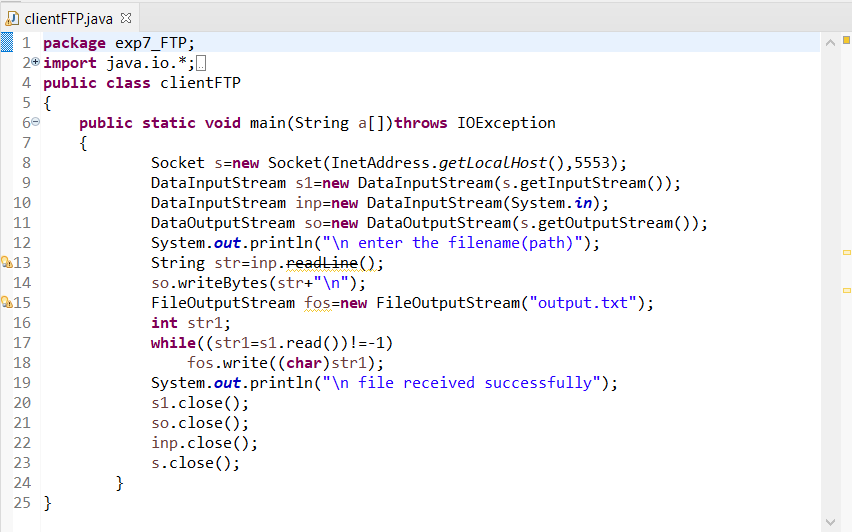 clientFTP.java
1 package exp7_FTP;
2 import java.io.*;
4 public class clientFTP
5 {
6     public static void main(String a[])throws IOException
7     {
8             Socket s=new Socket(InetAddress.getLocalHost(),5553);
9             DataInputStream s1=new DataInputStream(s.getInputStream());
10             DataInputStream inp=new DataInputStream(System.in);
11             DataOutputStream so=new DataOutputStream(s.getOutputStream());
12             System.out.println("\n enter the filename(path)");
13             String str=inp.readLine();
14             so.writeBytes(str+"\n");
15             FileOutputStream fos=new FileOutputStream("output.txt");
16             int str1;
17             while((str1=s1.read())!=-1)
18                 fos.write((char)str1);
19             System.out.println("\n file received successfully");
20             s1.close();
21             so.close();
22             inp.close();
23             s.close();
24         }
25 }